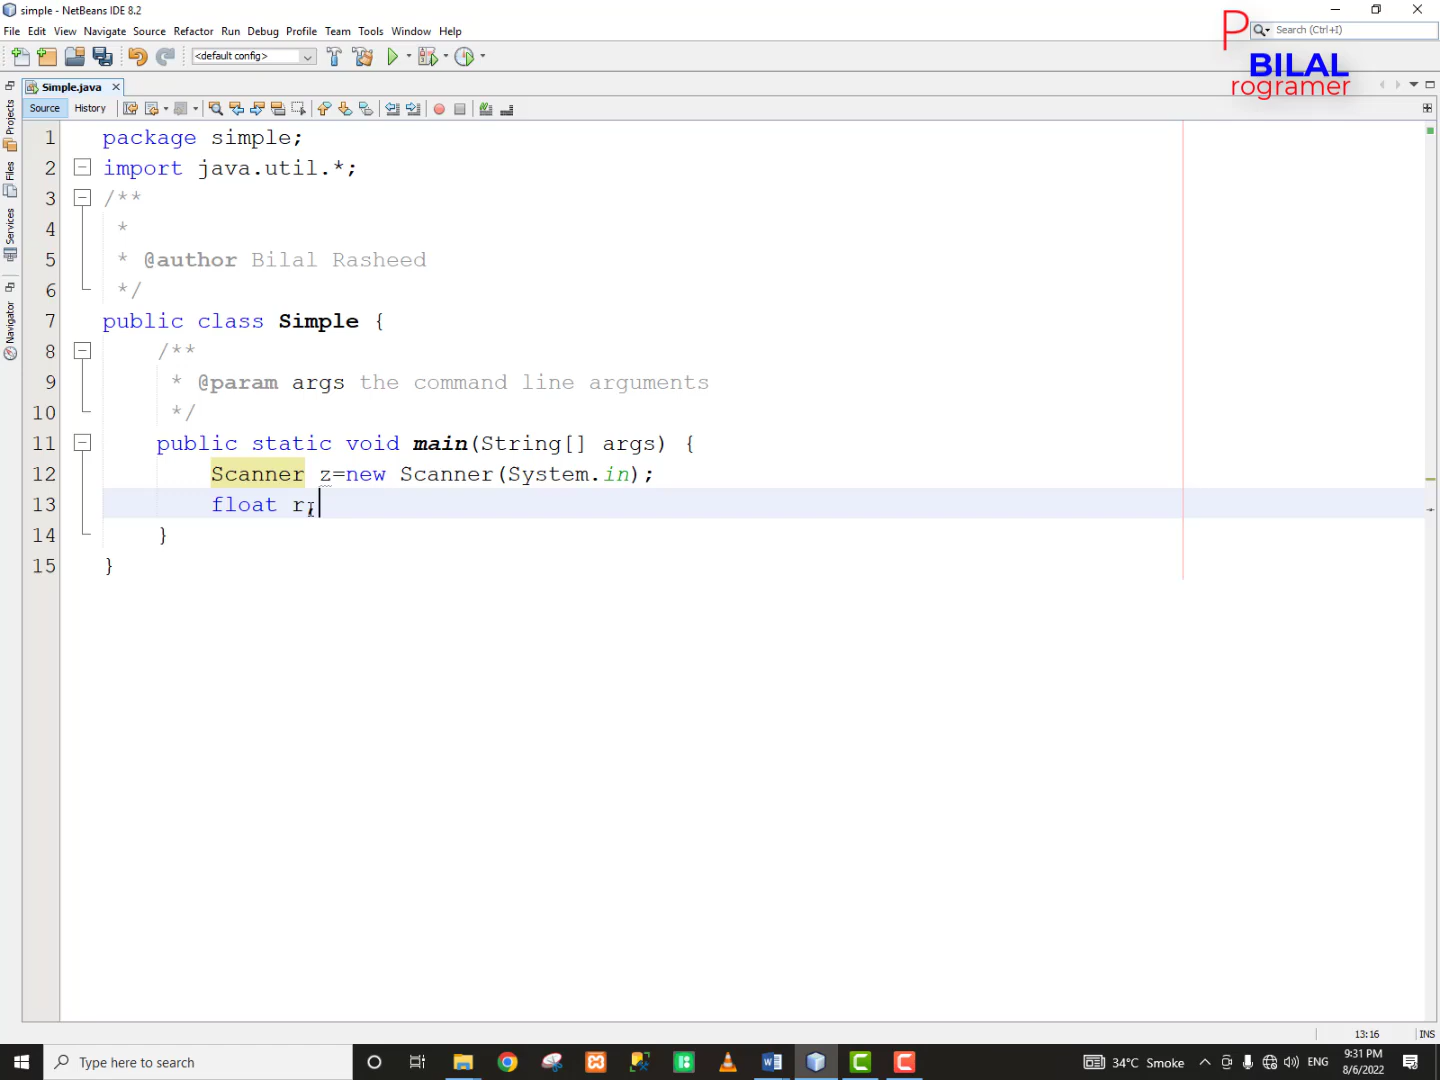 simple - NetBeans IDE 8.2
File Edit View Navigate Source Refactor Run Debug Profile Team Tools Window Help
Search (Ctrl+I)
<default config>
P
BILAL
rogramer
Simple.java
Source History
Projects
Files
Services
Navigator
1 package simple;
2 import java.util.*;
3 /**
4 *
5 * @author Bilal Rasheed
6 */
7 public class Simple {
8 /**
9 * @param args the command line arguments
10 */
11 public static void main(String[] args) {
12 Scanner z=new Scanner(System.in);
13 float r;
14 }
15 }
13:16 INS
Type here to search
34°C Smoke
ENG
9:31 PM
8/6/2022